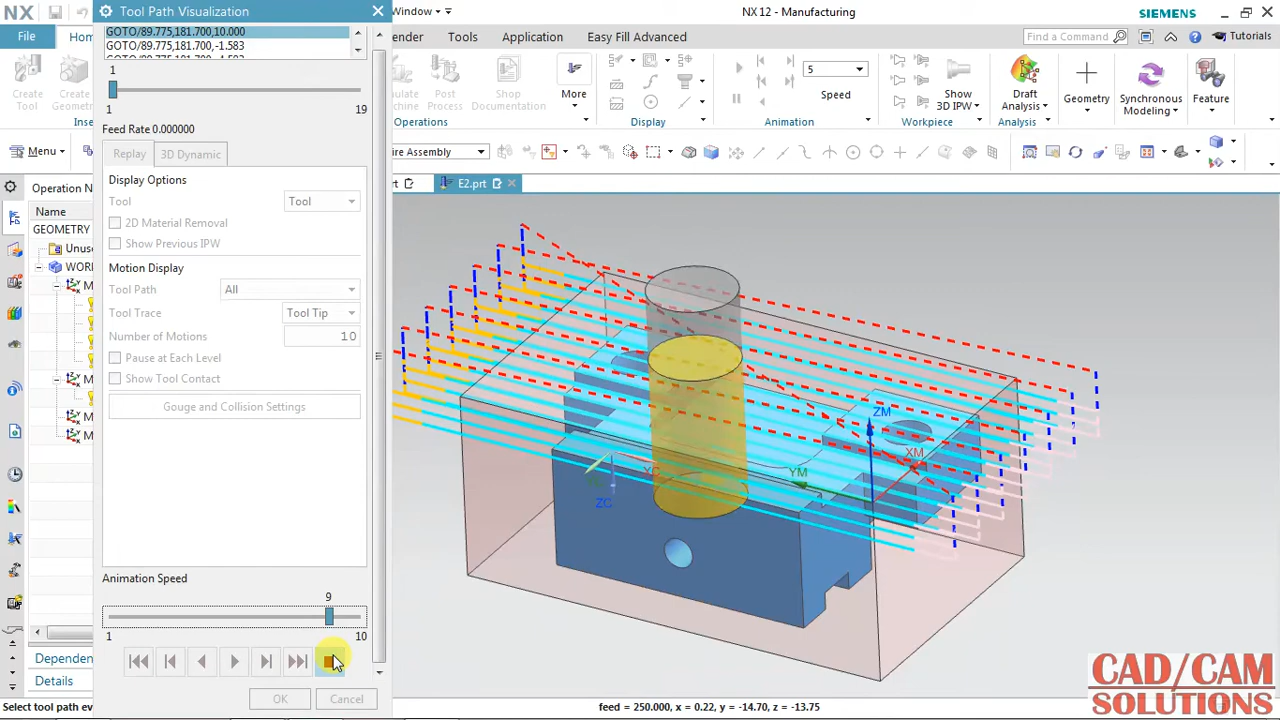 NX
Tool Path Visualization
Window
NX 12 - Manufacturing
SIEMENS
File
Hom
Tools
Application
Easy Fill Advanced
Find a Command
Tutorials
GOTO/89.775,181.700,10.000
GOTO/89.775,181.700,-1.583
1
1
19
Feed Rate 0.000000
Replay
3D Dynamic
Create
Tool
Create
Geometr
Post
Process
Shop
Documentation
More
5
Speed
Show
3D IPW
Draft
Analysis
Geometry
Synchronous
Modeling
Feature
Operations
Display
Animation
Workpiece
Analysis
Menu
ire Assembly
E2.prt
Operation N
Name
GEOMETRY
Unus
WOR
Display Options
Tool
Tool
2D Material Removal
Show Previous IPW
Motion Display
Tool Path
All
Tool Trace
Tool Tip
Number of Motions
10
Pause at Each Level
Show Tool Contact
Gouge and Collision Settings
Animation Speed
9
1
10
OK
Cancel
Dependen
Details
ZM
XM
YM
XC
ZC
Select tool path ev
feed = 250.000, x = 0.22, y = -14.70, z = -13.75
CAD/CAM
SOLUTIONS